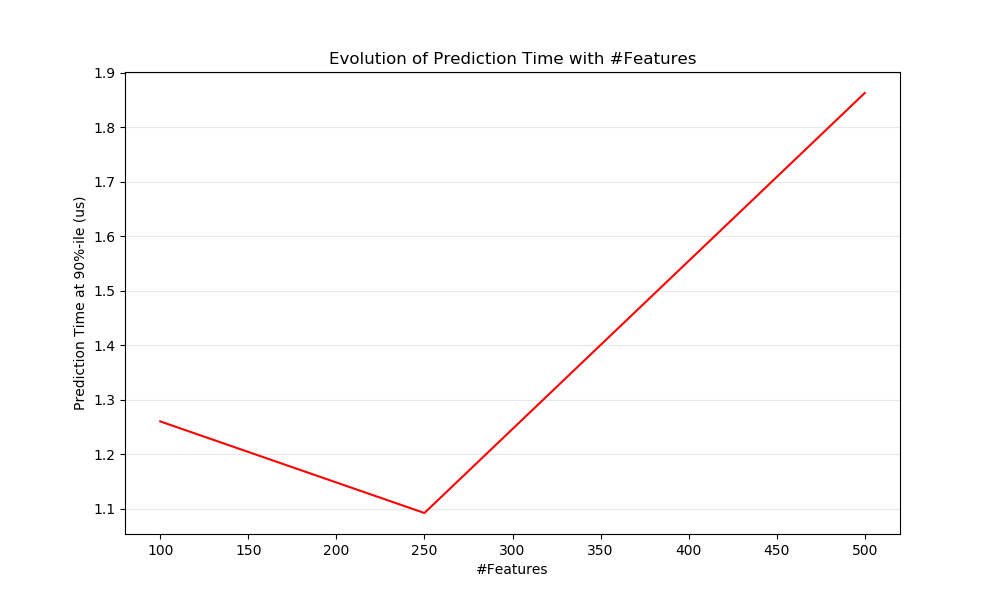 Evolution of Prediction Time with #Features
Prediction Time at 90%-ile (us)
1.9
1.8
1.7
1.6
1.5
1.4
1.3
1.2
1.1
100 150 200 250 300 350 400 450 500
#Features